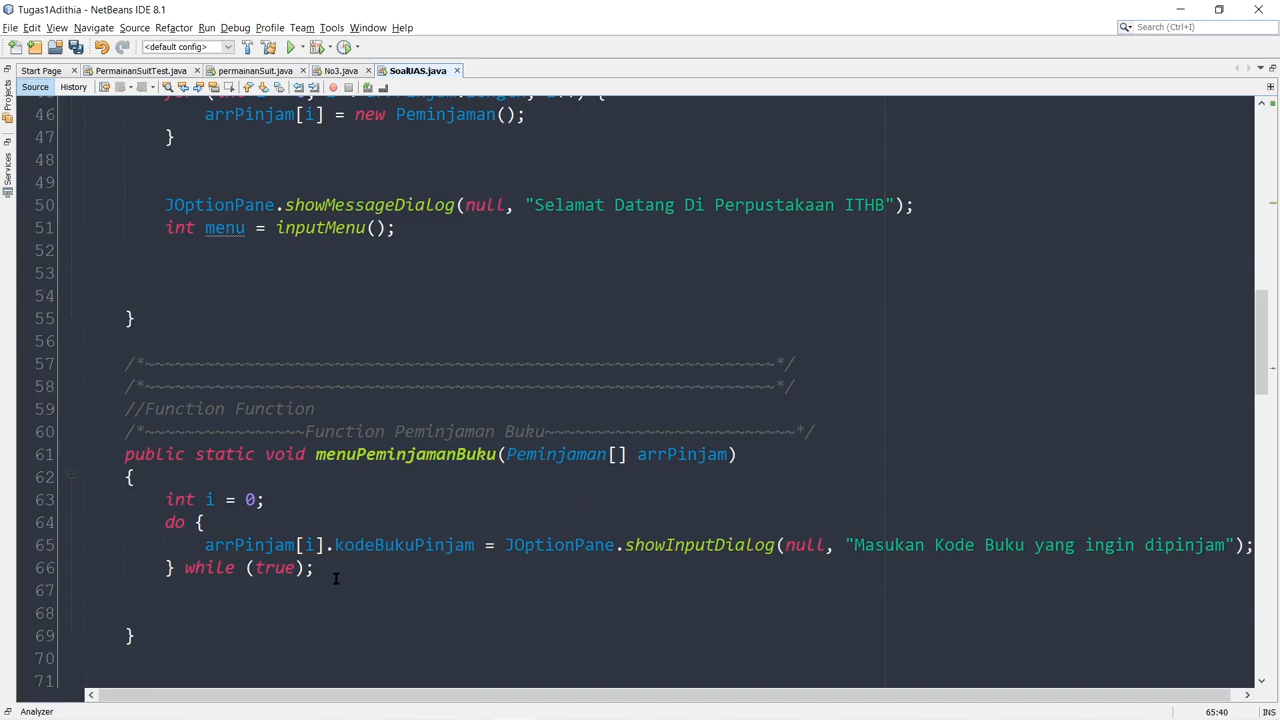 Tugas1Adithia - NetBeans IDE 8.1
File Edit View Navigate Source Refactor Run Debug Profile Team Tools Window Help
Search (Ctrl+I)
<default config>
Start Page PermainanSuitTest.java permainanSuit.java No3.java SoalUAS.java
Source History
Projects
Services
46 arrPinjam[i] = new Peminjaman();
47 }
48
49
50 JOptionPane.showMessageDialog(null, "Selamat Datang Di Perpustakaan ITHB");
51 int menu = inputMenu();
52
53
54
55 }
56
57 /*~~~~~~~~~~~~~~~~~~~~~~~~~~~~~~~~~~~~~~~~~~~~~~~~~~~~~~~~~~~~~~~*/
58 /*~~~~~~~~~~~~~~~~~~~~~~~~~~~~~~~~~~~~~~~~~~~~~~~~~~~~~~~~~~~~~~~*/
59 //Function Function
60 /*~~~~~~~~~~~~~~~~Function Peminjaman Buku~~~~~~~~~~~~~~~~~~~~~~~~~*/
61 public static void menuPeminjamanBuku(Peminjaman[] arrPinjam)
62 {
63 int i = 0;
64 do {
65 arrPinjam[i].kodeBukuPinjam = JOptionPane.showInputDialog(null, "Masukan Kode Buku yang ingin dipinjam");
66 } while (true);
67
68
69 }
70
71
Analyzer 65:40 INS